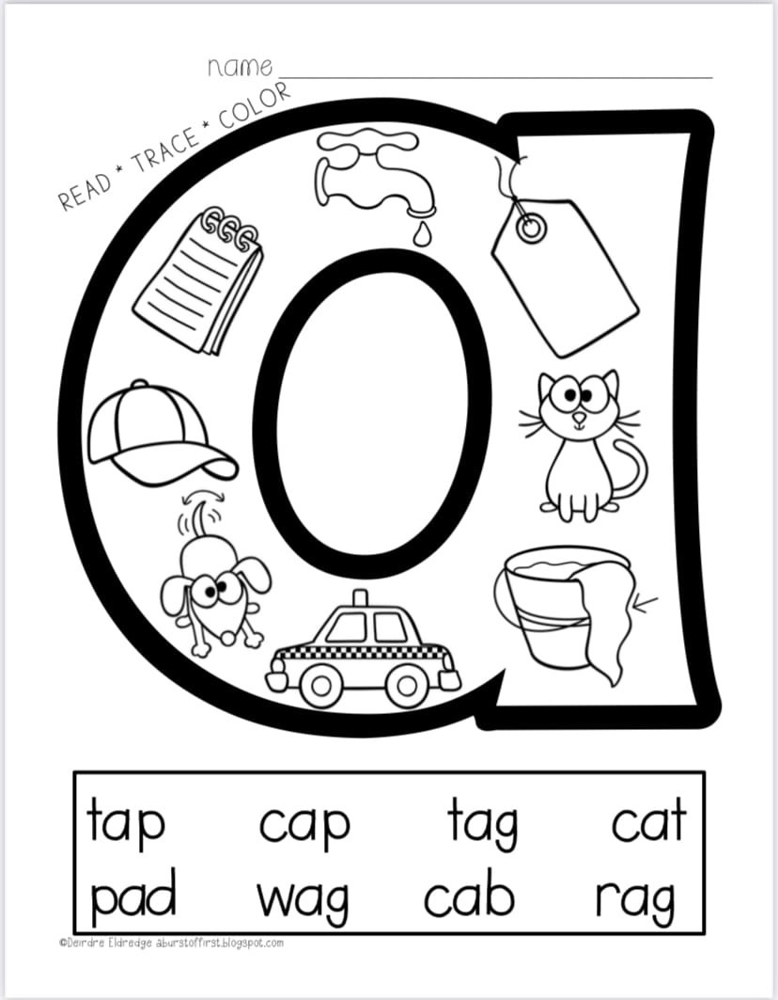 name
READ * TRACE * COLOR
tap cap tag cat
pad wag cab rag
©Deirdre Eldredge aburstoffirst.blogspot.com